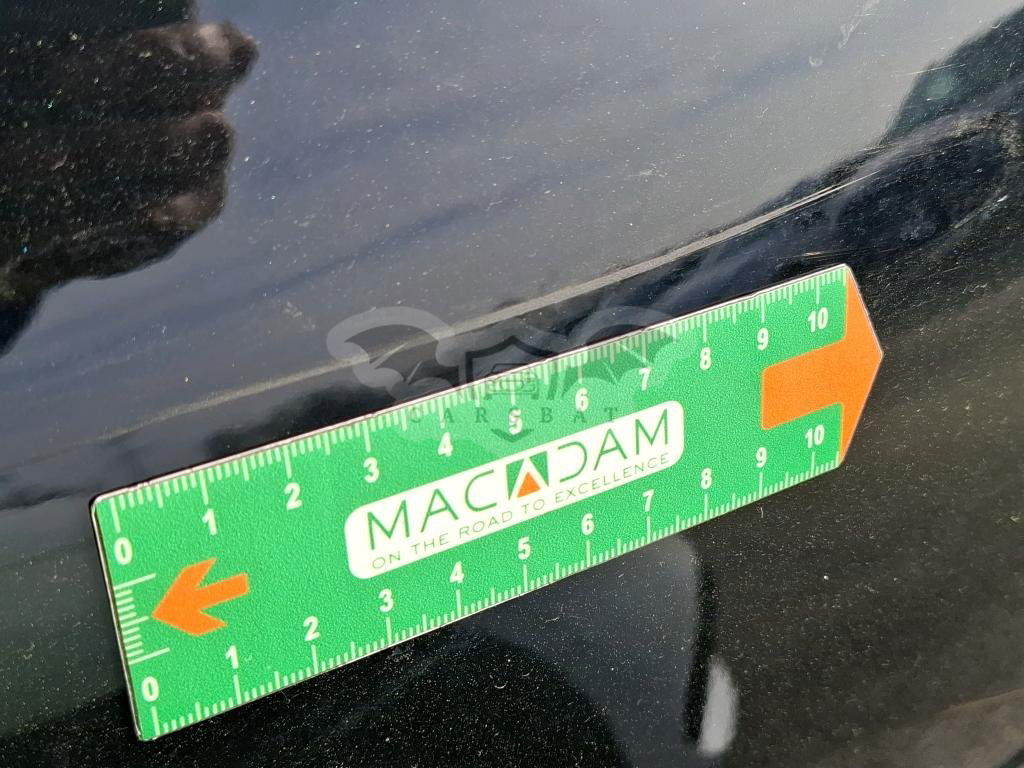 0 1 2 3 4 5 6 7 8 9 10
CARSBAT
MACADAM
ON THE ROAD TO EXCELLENCE
0 1 2 3 4 5 6 7 8 9 10